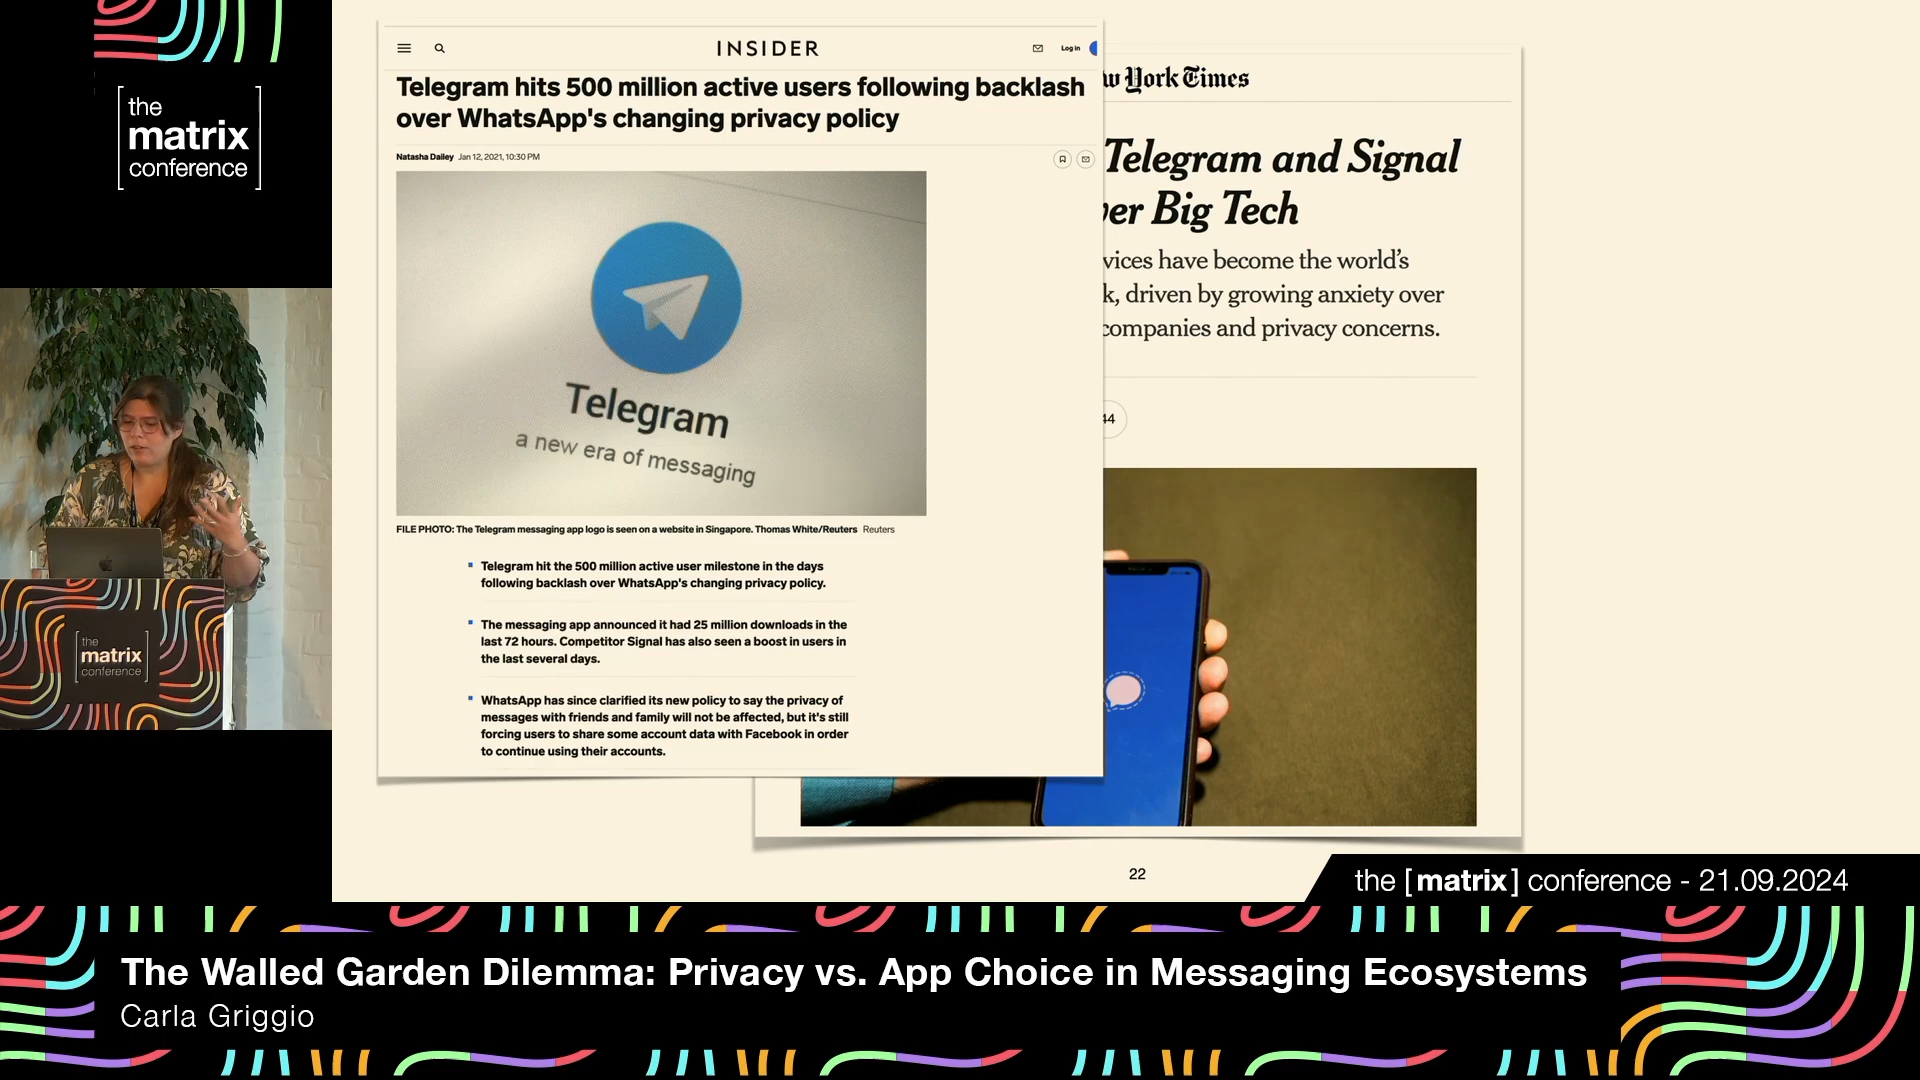 the
matrix
conference
INSIDER
Log in
Telegram hits 500 million active users following backlash
over WhatsApp's changing privacy policy
Natasha Dailey Jan 12, 2021, 10:30 PM
Telegram
a new era of messaging
FILE PHOTO: The Telegram messaging app logo is seen on a website in Singapore. Thomas White/Reuters Reuters
Telegram hit the 500 million active user milestone in the days
following backlash over WhatsApp's changing privacy policy.
The messaging app announced it had 25 million downloads in the
last 72 hours. Competitor Signal has also seen a boost in users in
the last several days.
WhatsApp has since clarified its new policy to say the privacy of
messages with friends and family will not be affected, but it's still
forcing users to share some account data with Facebook in order
to continue using their accounts.
w York Times
Telegram and Signal
er Big Tech
vices have become the world's
k, driven by growing anxiety over
companies and privacy concerns.
44
22
the
matrix
conference
the [matrix] conference - 21.09.2024
The Walled Garden Dilemma: Privacy vs. App Choice in Messaging Ecosystems
Carla Griggio